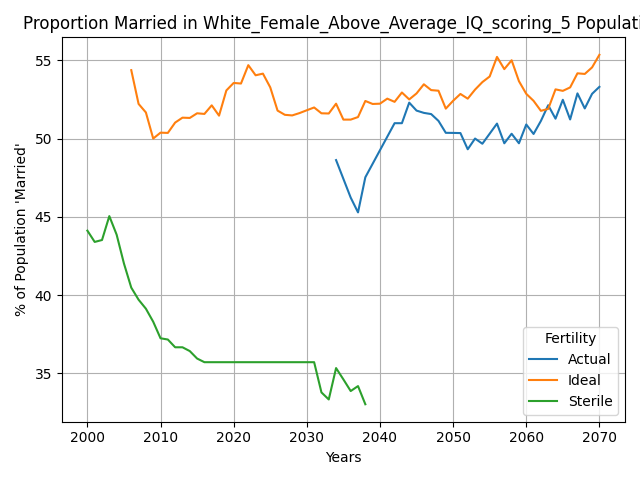 Proportion Married in White_Female_Above_Average_IQ_scoring_5 Populati
% of Population 'Married'
55
50
45
40
35
2000 2010 2020 2030 2040 2050 2060 2070
Years
Fertility
Actual
Ideal
Sterile